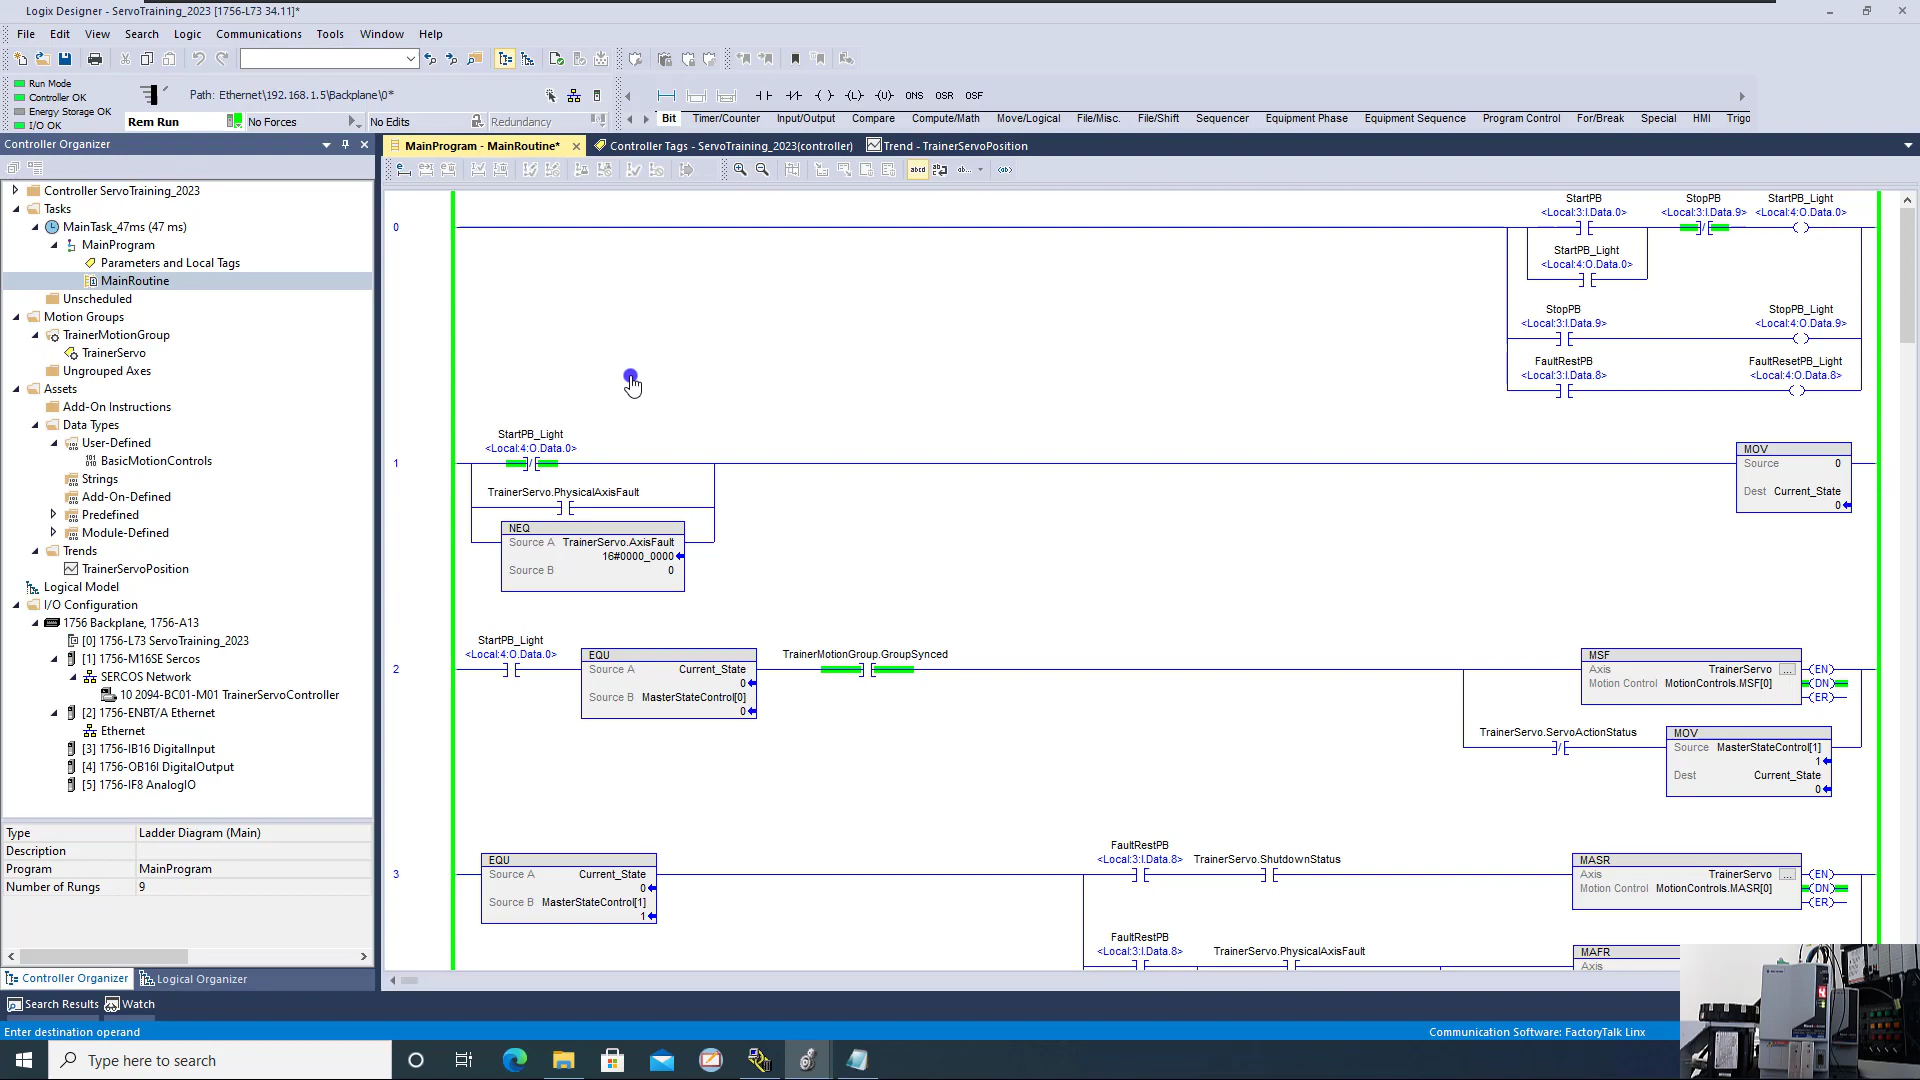 Logix Designer - ServoTraining_2023 [1756-L73 34.11]*
File Edit View Search Logic Communications Tools Window Help
Run Mode
Controller OK
Energy Storage OK
I/O OK
Path: Ethernet\192.168.1.5\Backplane\0*
Rem Run No Forces No Edits Redundancy
ONS OSR OSF
Bit Timer/Counter Input/Output Compare Compute/Math Move/Logical File/Misc. File/Shift Sequencer Equipment Phase Equipment Sequence Program Control For/Break Special HMI Trigo
Controller Organizer
MainProgram - MainRoutine* Controller Tags - ServoTraining_2023(controller) Trend - TrainerServoPosition
Controller ServoTraining_2023
Tasks
MainTask_47ms (47 ms)
MainProgram
Parameters and Local Tags
MainRoutine
Unscheduled
Motion Groups
TrainerMotionGroup
TrainerServo
Ungrouped Axes
Assets
Add-On Instructions
Data Types
User-Defined
BasicMotionControls
Strings
Add-On-Defined
Predefined
Module-Defined
Trends
TrainerServoPosition
Logical Model
I/O Configuration
1756 Backplane, 1756-A13
[0] 1756-L73 ServoTraining_2023
[1] 1756-M16SE Sercos
SERCOS Network
10 2094-BC01-M01 TrainerServoController
[2] 1756-ENBT/A Ethernet
Ethernet
[3] 1756-IB16 DigitalInput
[4] 1756-OB16I DigitalOutput
[5] 1756-IF8 AnalogIO
Type Ladder Diagram (Main)
Description
Program MainProgram
Number of Rungs 9
Controller Organizer Logical Organizer
0
StartPB StopPB StartPB_Light
<Local:3:I.Data.0> <Local:3:I.Data.9> <Local:4:O.Data.0>
StartPB_Light
<Local:4:O.Data.0>
StopPB StopPB_Light
<Local:3:I.Data.9> <Local:4:O.Data.9>
FaultRestPB FaultResetPB_Light
<Local:3:I.Data.8> <Local:4:O.Data.8>
1
StartPB_Light
<Local:4:O.Data.0>
TrainerServo.PhysicalAxisFault
NEQ
Source A TrainerServo.AxisFault
16#0000_0000
Source B 0
MOV
Source 0
Dest Current_State
0
2
StartPB_Light
<Local:4:O.Data.0>
EQU
Source A Current_State
0
Source B MasterStateControl[0]
0
TrainerMotionGroup.GroupSynced
MSF
Axis TrainerServo ...
Motion Control MotionControls.MSF[0]
EN
DN
ER
TrainerServo.ServoActionStatus
MOV
Source MasterStateControl[1]
1
Dest Current_State
0
3
EQU
Source A Current_State
0
Source B MasterStateControl[1]
1
FaultRestPB
<Local:3:I.Data.8> TrainerServo.ShutdownStatus
MASR
Axis TrainerServo ...
Motion Control MotionControls.MASR[0]
EN
DN
ER
FaultRestPB
<Local:3:I.Data.8> TrainerServo.PhysicalAxisFault
MAFR
Axis
Search Results Watch
Enter destination operand
Communication Software: FactoryTalk Linx
Type here to search